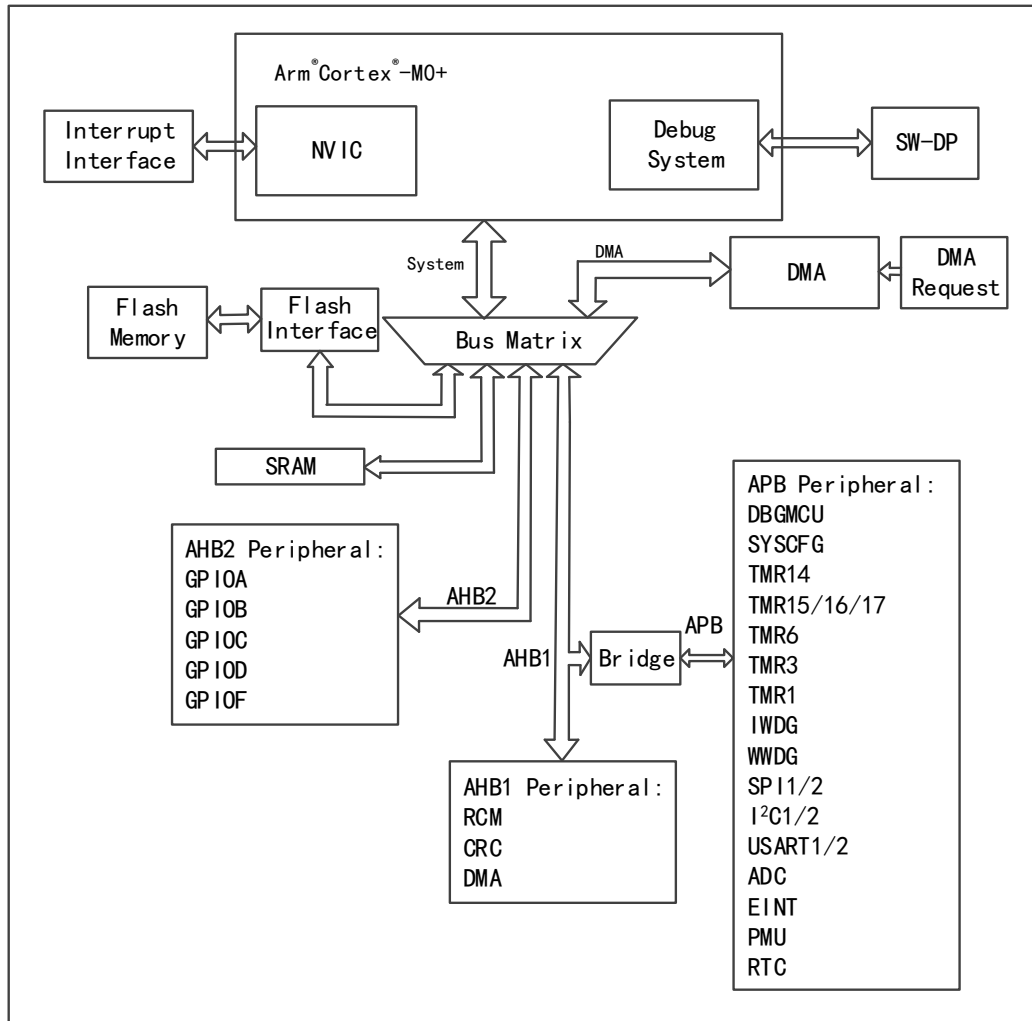 Arm®Cortex®-M0+
Interrupt
Interface
NVIC
Debug
System
SW-DP
System
DMA
DMA
DMA
Request
Flash
Memory
Flash
Interface
Bus Matrix
SRAM
AHB2 Peripheral:
GPIOA
GPIOB
GPIOC
GPIOD
GPIOF
AHB2
AHB1
Bridge
APB
AHB1 Peripheral:
RCM
CRC
DMA
APB Peripheral:
DBGMCU
SYSCFG
TMR14
TMR15/16/17
TMR6
TMR3
TMR1
IWDG
WWDG
SPI1/2
I²C1/2
USART1/2
ADC
EINT
PMU
RTC